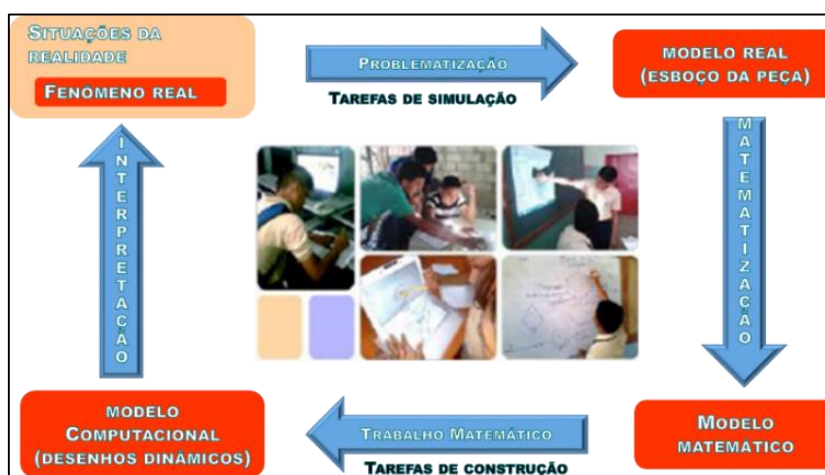 SITUAÇÕES DA
REALIDADE
FENÔMENO REAL
PROBLEMATIZAÇÃO
TAREFAS DE SIMULAÇÃO
MODELO REAL
(ESBOÇO DA PEÇA)
MATEMATIZAÇÃO
MODELO
MATEMÁTICO
TRABALHO MATEMÁTICO
TAREFAS DE CONSTRUÇÃO
MODELO
COMPUTACIONAL
(DESENHOS DINÁMICOS)
INTERPRETAÇÃO